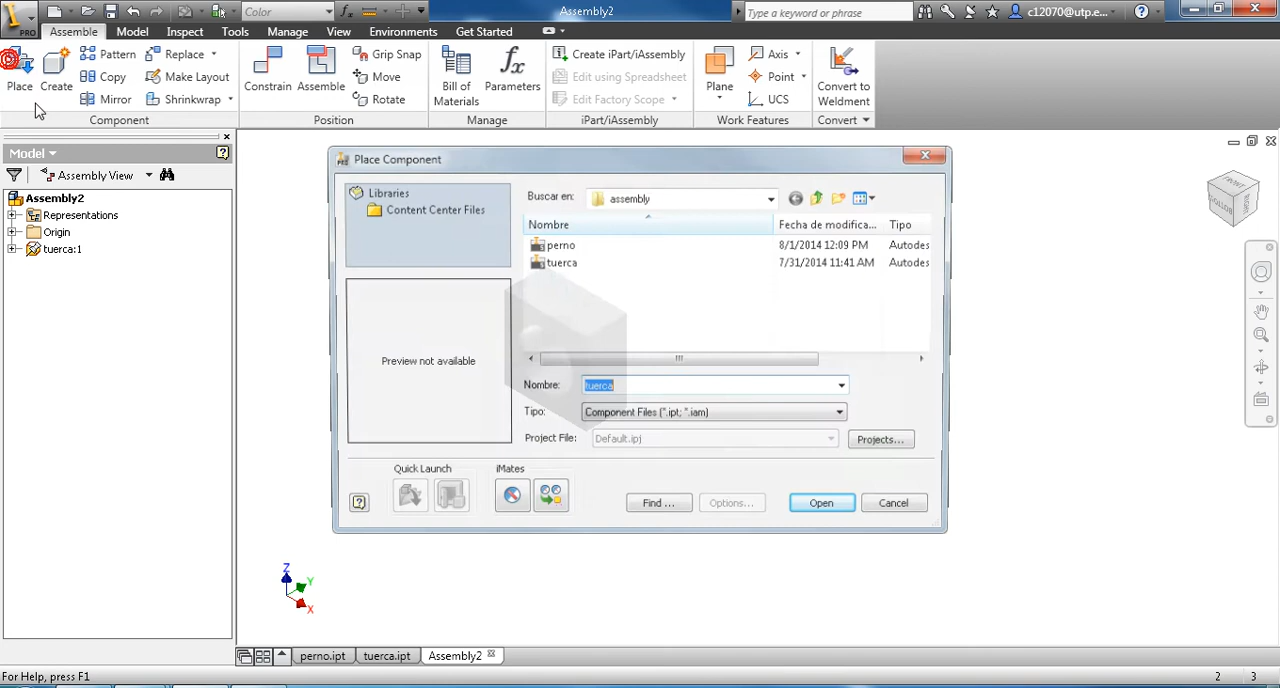 Color
Assembly2
Type a keyword or phrase
c12070@utp.e...
PRO
Assemble Model Inspect Tools Manage View Environments Get Started
Place
Create
Pattern
Copy
Mirror
Replace
Make Layout
Shrinkwrap
Component
Constrain
Assemble
Grip Snap
Move
Rotate
Position
Bill of
Materials
Parameters
Manage
Create iPart/iAssembly
Edit using Spreadsheet
Edit Factory Scope
iPart/iAssembly
Plane
Axis
Point
UCS
Work Features
Convert to
Weldment
Convert
Model
Assembly View
Assembly2
Representations
Origin
tuerca:1
Place Component
Libraries
Content Center Files
Preview not available
Buscar en: assembly
Nombre Fecha de modifica... Tipo
perno 8/1/2014 12:09 PM Autodes
tuerca 7/31/2014 11:41 AM Autodes
Nombre: tuerca
Tipo: Component Files (*.ipt; *.iam)
Project File: Default.ipj Projects...
Quick Launch iMates
Find ... Options... Open Cancel
FRONT
RIGHT
BOTTOM
Z
Y
X
perno.ipt tuerca.ipt Assembly2
For Help, press F1 2 3